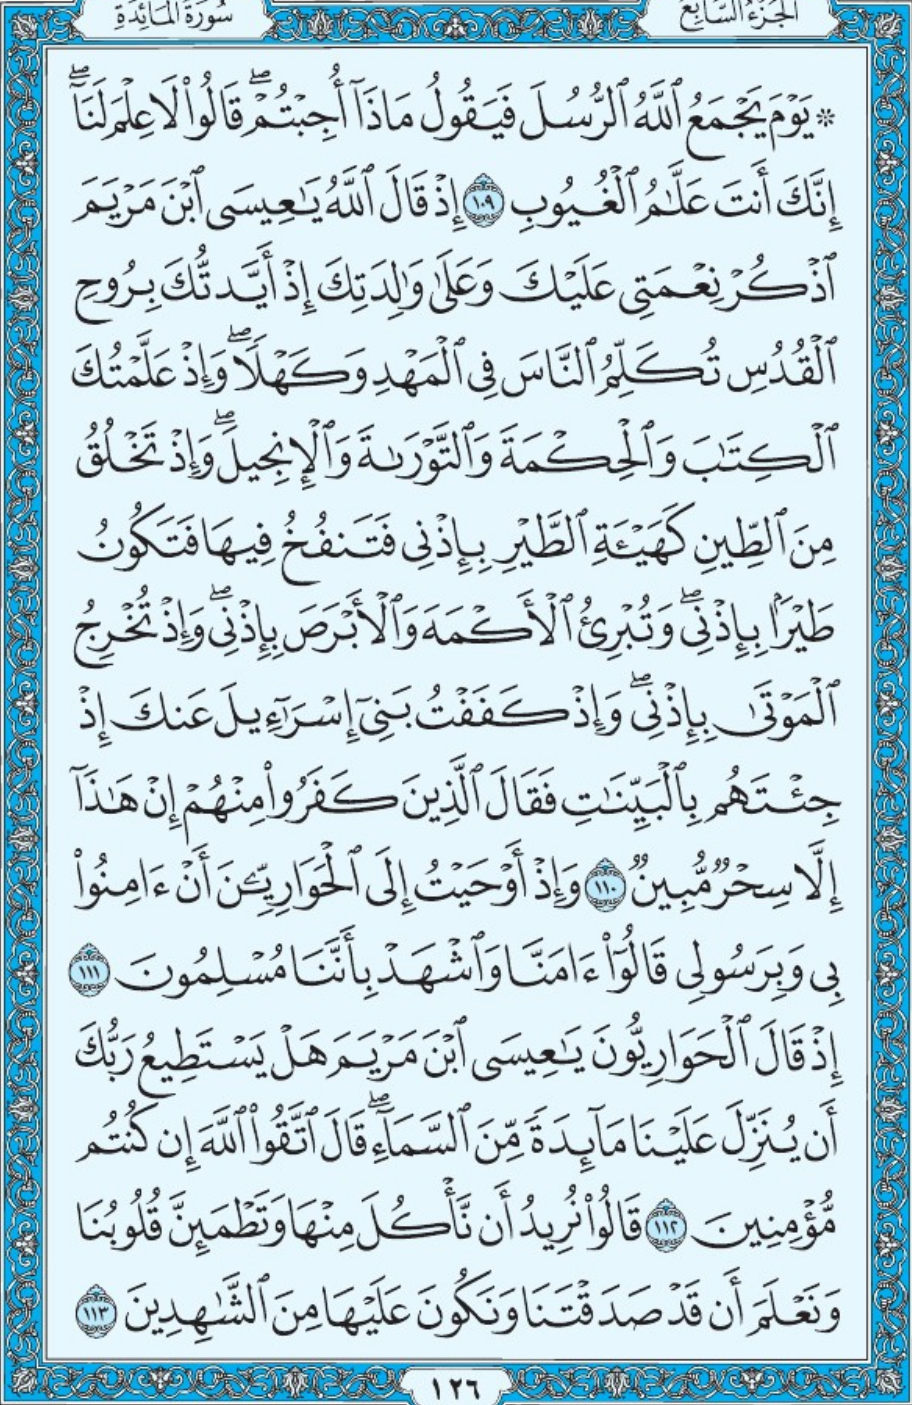 سُورَةُ المَائِدَةِ
الجُزْءُ السَّابِعُ
۞ يَوْمَ يَجْمَعُ ٱللَّهُ ٱلرُّسُلَ فَيَقُولُ مَاذَآ أُجِبْتُمْۖ قَالُوا۟ لَا عِلْمَ لَنَآۖ
إِنَّكَ أَنتَ عَلَّٰمُ ٱلْغُيُوبِ ١٠٩ إِذْ قَالَ ٱللَّهُ يَٰعِيسَى ٱبْنَ مَرْيَمَ
ٱذْكُرْ نِعْمَتِى عَلَيْكَ وَعَلَىٰ وَٰلِدَتِكَ إِذْ أَيَّدتُّكَ بِرُوحِ
ٱلْقُدُسِ تُكَلِّمُ ٱلنَّاسَ فِى ٱلْمَهْدِ وَكَهْلًاۖ وَإِذْ عَلَّمْتُكَ
ٱلْكِتَٰبَ وَٱلْحِكْمَةَ وَٱلتَّوْرَىٰةَ وَٱلْإِنجِيلَۖ وَإِذْ تَخْلُقُ
مِنَ ٱلطِّينِ كَهَيْـَٔةِ ٱلطَّيْرِ بِإِذْنِى فَتَنفُخُ فِيهَا فَتَكُونُ
طَيْرًۢا بِإِذْنِىۖ وَتُبْرِئُ ٱلْأَكْمَهَ وَٱلْأَبْرَصَ بِإِذْنِىۖ وَإِذْ تُخْرِجُ
ٱلْمَوْتَىٰ بِإِذْنِىۖ وَإِذْ كَفَفْتُ بَنِىٓ إِسْرَٰٓءِيلَ عَنكَ إِذْ
جِئْتَهُم بِٱلْبَيِّنَٰتِ فَقَالَ ٱلَّذِينَ كَفَرُوا۟ مِنْهُمْ إِنْ هَٰذَآ
إِلَّا سِحْرٌ مُّبِينٌ ١١٠ وَإِذْ أَوْحَيْتُ إِلَى ٱلْحَوَارِيِّـۧنَ أَنْ ءَامِنُوا۟
بِى وَبِرَسُولِى قَالُوٓا۟ ءَامَنَّا وَٱشْهَدْ بِأَنَّنَا مُسْلِمُونَ ١١١
إِذْ قَالَ ٱلْحَوَارِيُّونَ يَٰعِيسَى ٱبْنَ مَرْيَمَ هَلْ يَسْتَطِيعُ رَبُّكَ
أَن يُنَزِّلَ عَلَيْنَا مَآئِدَةً مِّنَ ٱلسَّمَآءِۖ قَالَ ٱتَّقُوا۟ ٱللَّهَ إِن كُنتُم
مُّؤْمِنِينَ ١١٢ قَالُوا۟ نُرِيدُ أَن نَّأْكُلَ مِنْهَا وَتَطْمَئِنَّ قُلُوبُنَا
وَنَعْلَمَ أَن قَدْ صَدَقْتَنَا وَنَكُونَ عَلَيْهَا مِنَ ٱلشَّٰهِدِينَ ١١٣
١٢٦